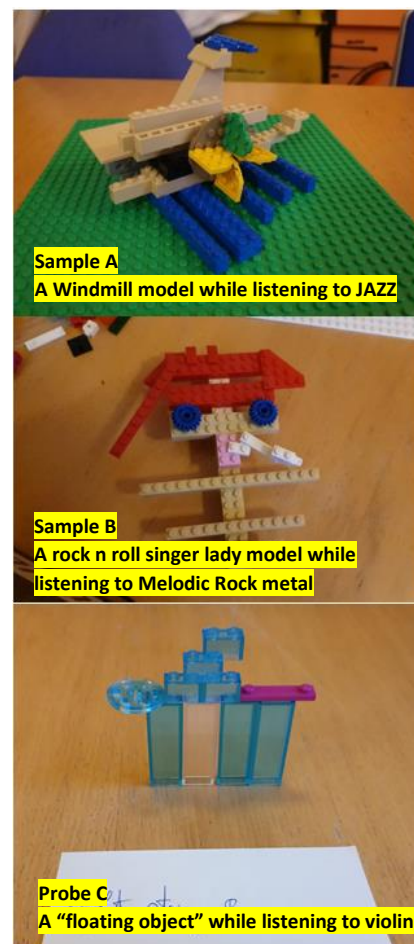 Sample A
A Windmill model while listening to JAZZ
Sample B
A rock n roll singer lady model while
listening to Melodic Rock metal
Probe C
A “floating object” while listening to violin